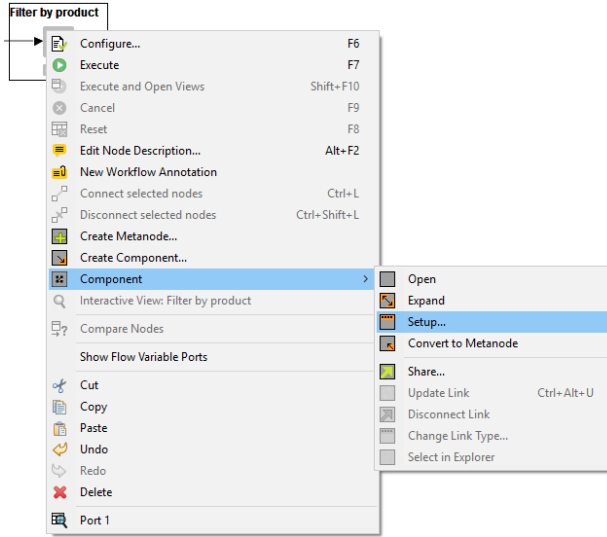 Filter by product
Configure... F6
Execute F7
Execute and Open Views Shift+F10
Cancel F9
Reset F8
Edit Node Description... Alt+F2
New Workflow Annotation
Connect selected nodes Ctrl+L
Disconnect selected nodes Ctrl+Shift+L
Create Metanode...
Create Component...
Component
Interactive View: Filter by product
Compare Nodes
Show Flow Variable Ports
Cut
Copy
Paste
Undo
Redo
Delete
Port 1
Open
Expand
Setup...
Convert to Metanode
Share...
Update Link Ctrl+Alt+U
Disconnect Link
Change Link Type...
Select in Explorer